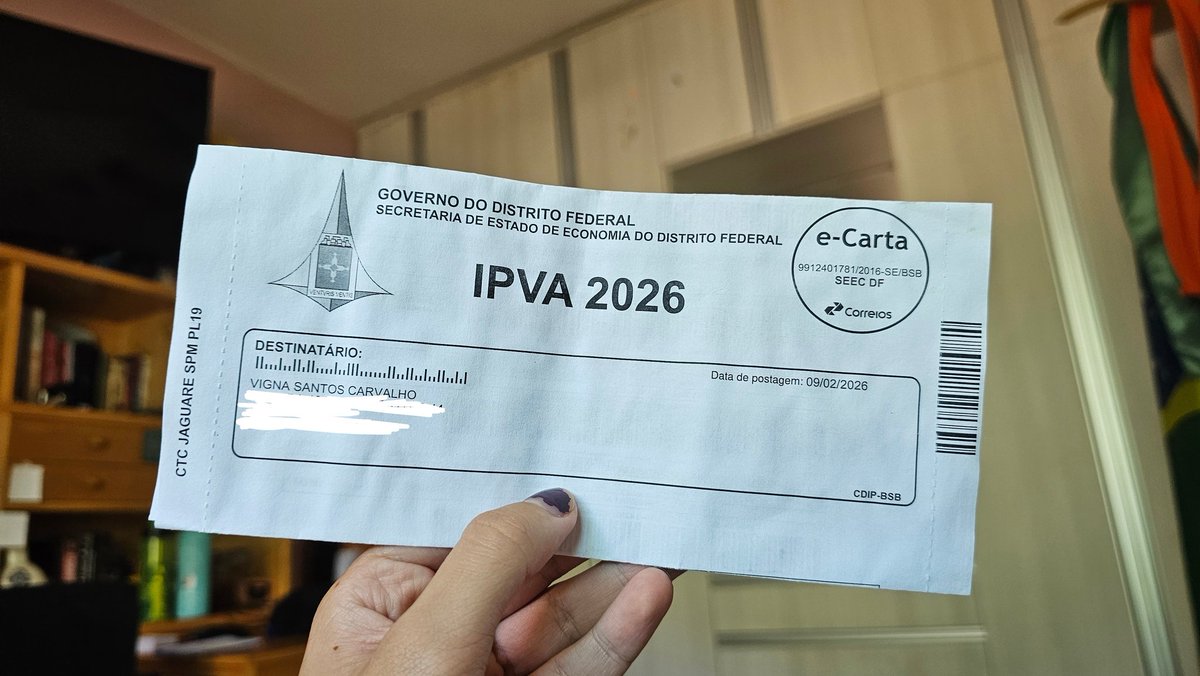 GOVERNO DO DISTRITO FEDERAL
SECRETARIA DE ESTADO DE ECONOMIA DO DISTRITO FEDERAL
IPVA 2026
e-Carta
9912401781/2016-SE/BSB
SEEC DF
Correios
VENTVRIS VENTIS
CTC JAGUARE SPM PL19
DESTINATÁRIO:
Data de postagem: 09/02/2026
VIGNA SANTOS CARVALHO
CDIP-BSB